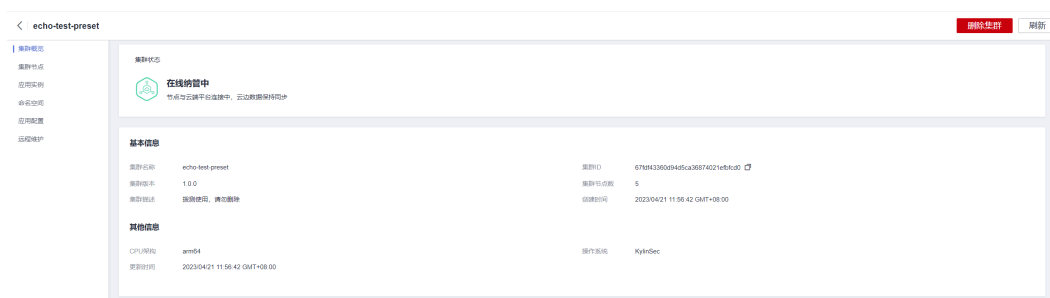 echo-test-preset
删除集群 刷新
集群概览
集群节点
应用实例
命名空间
应用配置
远程维护
集群状态
在线纳管中
节点与云端平台连接中，云边数据保持同步
基本信息
集群名称 echo-test-preset 集群ID 67fdf43360d94d5ca36874021efbfcd0
集群版本 1.0.0 集群节点数 5
集群描述 拨测使用，请勿删除 创建时间 2023/04/21 11:56:42 GMT+08:00
其他信息
CPU架构 arm64 操作系统 KylinSec
更新时间 2023/04/21 11:56:42 GMT+08:00